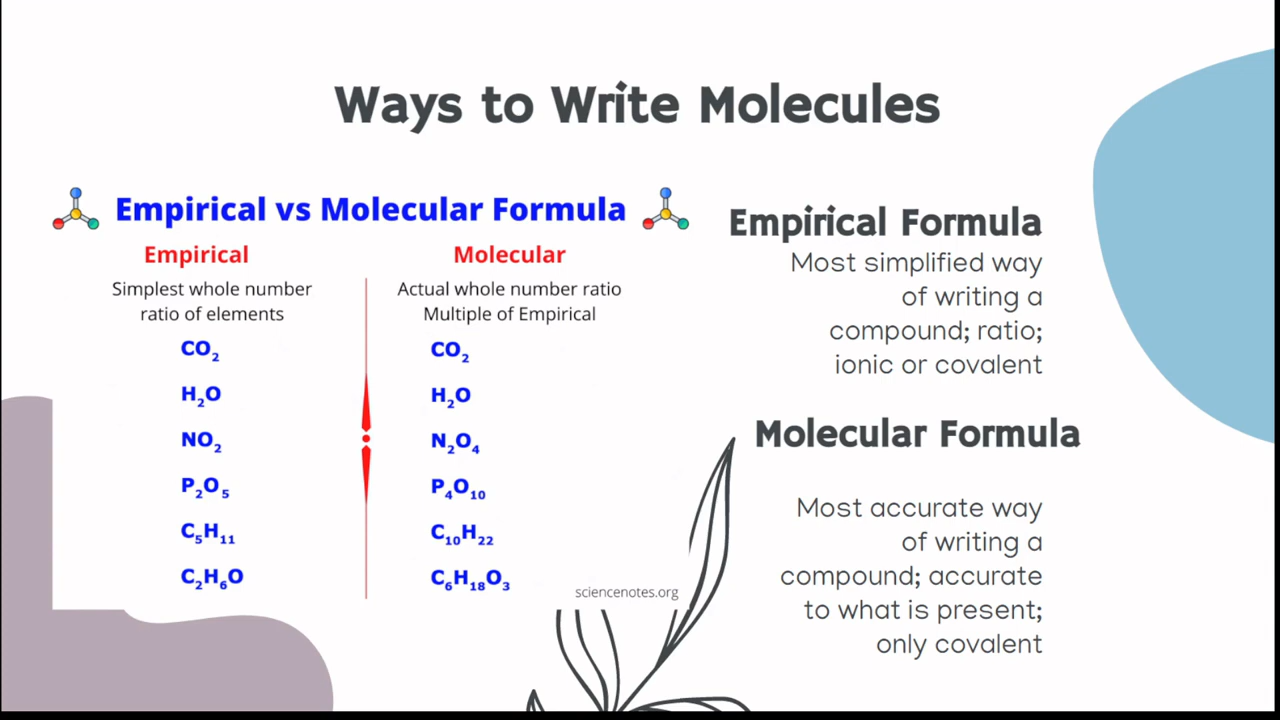 Ways to Write Molecules
Empirical vs Molecular Formula
Empirical
Simplest whole number
ratio of elements
CO₂
H₂O
NO₂
P₂O₅
C₅H₁₁
C₂H₆O
Molecular
Actual whole number ratio
Multiple of Empirical
CO₂
H₂O
N₂O₄
P₄O₁₀
C₁₀H₂₂
C₆H₁₈O₃
sciencenotes.org
Empirical Formula
Most simplified way
of writing a
compound; ratio;
ionic or covalent
Molecular Formula
Most accurate way
of writing a
compound; accurate
to what is present;
only covalent